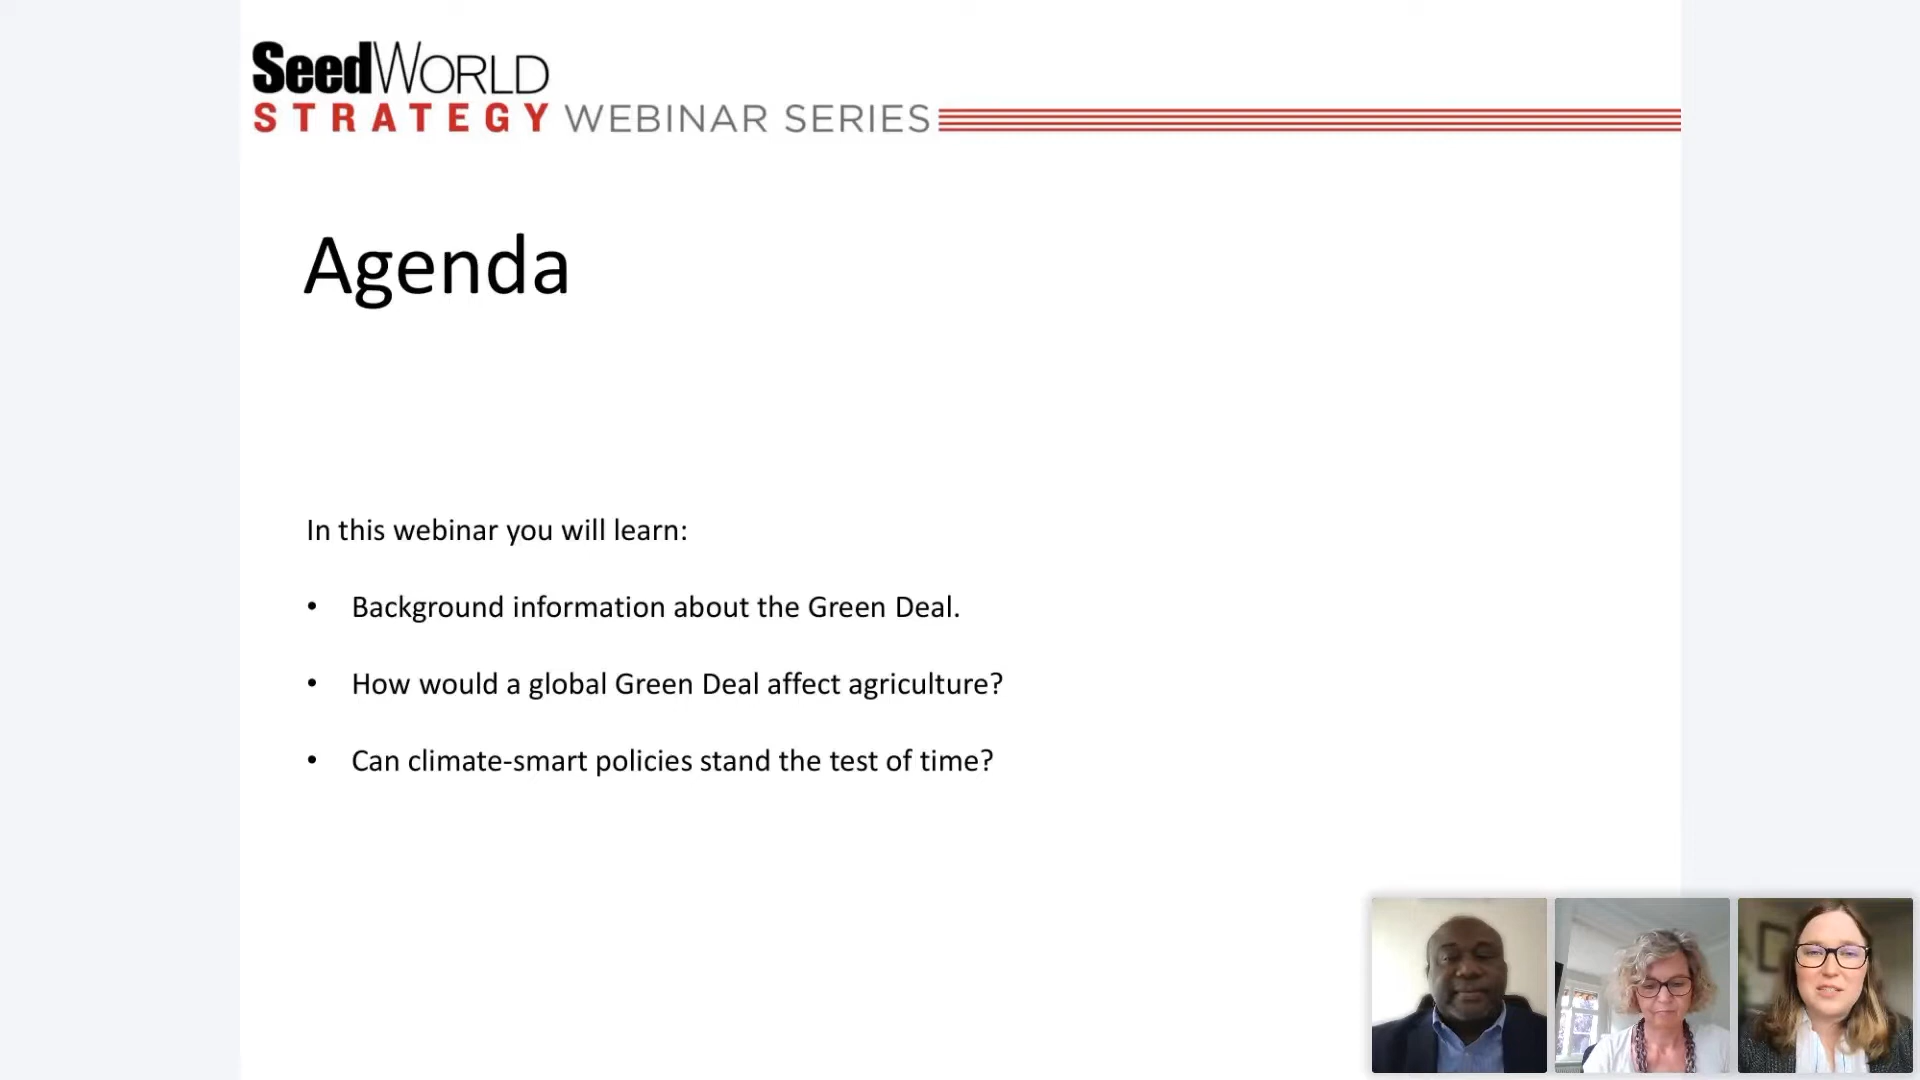 SeedWORLD
STRATEGY WEBINAR SERIES
Agenda
In this webinar you will learn:
• Background information about the Green Deal.
• How would a global Green Deal affect agriculture?
• Can climate-smart policies stand the test of time?